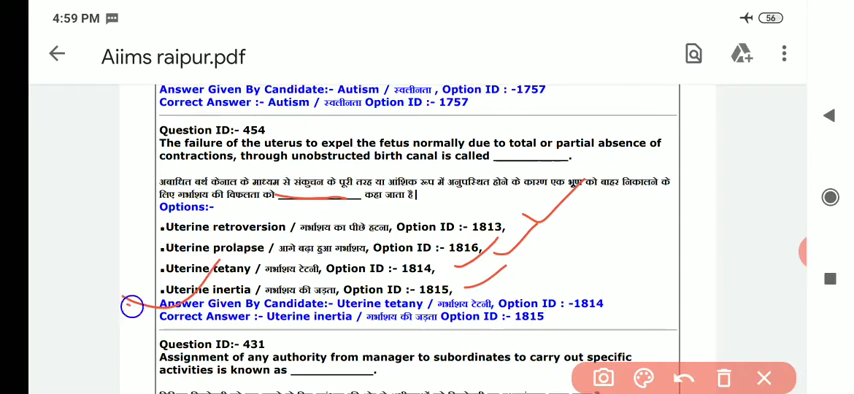 4:59 PM
56
Aiims raipur.pdf
Answer Given By Candidate:- Autism / स्वलीनता , Option ID : -1757
Correct Answer :- Autism / स्वलीनता Option ID :- 1757
Question ID:- 454
The failure of the uterus to expel the fetus normally due to total or partial absence of
contractions, through unobstructed birth canal is called __________.
अबाधित बर्थ केनाल के माध्यम से संकुचन के पूरी तरह या आंशिक रूप में अनुपस्थित होने के कारण एक भ्रूण को बाहर निकालने के
लिए गर्भाशय की विफलता को __________ कहा जाता है|
Options:-
Uterine retroversion / गर्भाशय का पीछे हटना, Option ID :- 1813,
Uterine prolapse / आगे बढ़ा हुआ गर्भाशय, Option ID :- 1816,
Uterine tetany / गर्भाशय टेटनी, Option ID :- 1814,
Uterine inertia / गर्भाशय की जड़ता, Option ID :- 1815,
Answer Given By Candidate:- Uterine tetany / गर्भाशय टेटनी, Option ID : -1814
Correct Answer :- Uterine inertia / गर्भाशय की जड़ता Option ID :- 1815
Question ID:- 431
Assignment of any authority from manager to subordinates to carry out specific
activities is known as ___________.